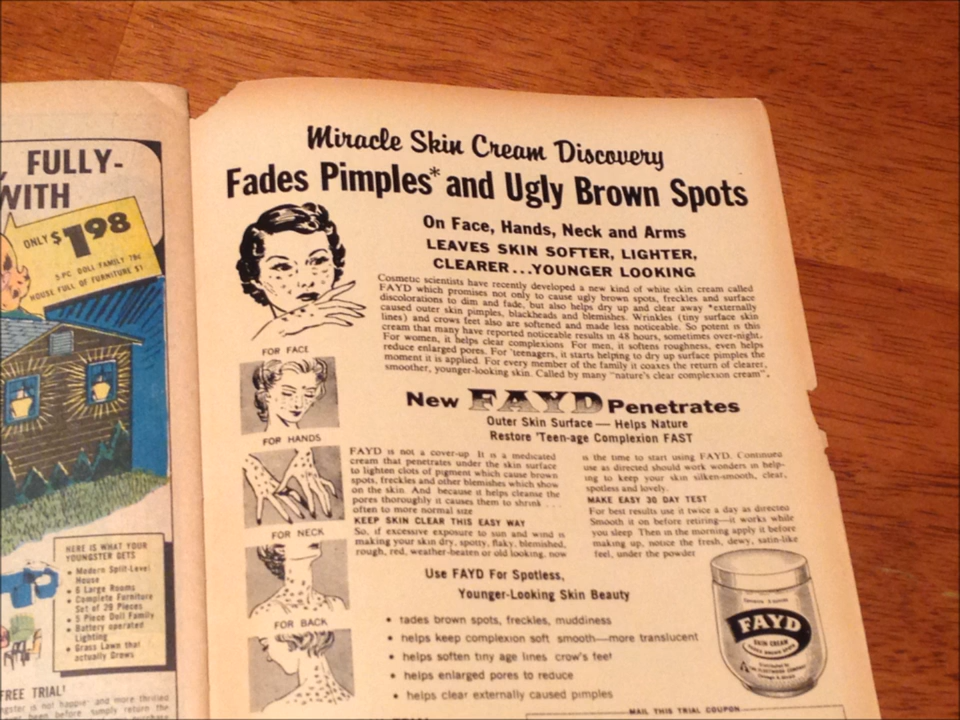 FULLY-
WITH
ONLY $1.98
5-PC. DOLL FAMILY 79c
HOUSE FULL OF FURNITURE $1
HERE IS WHAT YOUR
YOUNGSTER GETS
• Modern Split-Level
House
• 6 Large Rooms
• Complete Furniture
Set of 28 Pieces
• 5 Piece Doll Family
• Battery operated
Lighting
• Grass Lawn that
actually Grows
FREE TRIAL!
ngster is not happier and more thrilled
been before simply return the
Miracle Skin Cream Discovery
Fades Pimples* and Ugly Brown Spots
On Face, Hands, Neck and Arms
LEAVES SKIN SOFTER, LIGHTER,
CLEARER...YOUNGER LOOKING
Cosmetic scientists have recently developed a new kind of white skin cream called
FAYD which promises not only to cause ugly brown spots, freckles and surface
discolorations to dim and fade, but also helps dry up and clear away *externally
caused outer skin pimples, blackheads and blemishes. Wrinkles (tiny surface skin
lines) and crows feet also are softened and made less noticeable. So potent is this
cream that many have reported noticeable results in 48 hours, sometimes over-night.
For women, it helps clear complexions. For men, it softens roughness, even helps
reduce enlarged pores. For 'teenagers, it starts helping to dry up surface pimples the
moment it is applied. For every member of the family it coaxes the return of clearer,
smoother, younger-looking skin. Called by many "nature's clear complexion cream".
FOR FACE
FOR HANDS
FOR NECK
FOR BACK
New FAYD Penetrates
Outer Skin Surface — Helps Nature
Restore 'Teen-age Complexion FAST
FAYD is not a cover-up. It is a medicated
cream that penetrates under the skin surface
to lighten clots of pigment which cause brown
spots, freckles and other blemishes which show
on the skin. And because it helps cleanse the
pores thoroughly it causes them to shrink ...
often to more normal size
KEEP SKIN CLEAR THIS EASY WAY
So, if excessive exposure to sun and wind is
making your skin dry, spotty, flaky, blemished,
rough, red, weather-beaten or old looking, now
is the time to start using FAYD. Continued
use as directed should work wonders in help-
ing to keep your skin silken-smooth, clear,
spotless and lovely.
MAKE EASY 30 DAY TEST
For best results use it twice a day as directed
Smooth it on before retiring—it works while
you sleep. Then in the morning apply it before
making up, notice the fresh, dewy, satin-like
feel, under the powder
Use FAYD For Spotless,
Younger-Looking Skin Beauty
• fades brown spots, freckles, muddiness
• helps keep complexion soft smooth—more translucent
• helps soften tiny age lines crow's feet
• helps enlarged pores to reduce
• helps clear externally caused pimples
FAYD
SKIN CREAM
MAIL THIS TRIAL COUPON